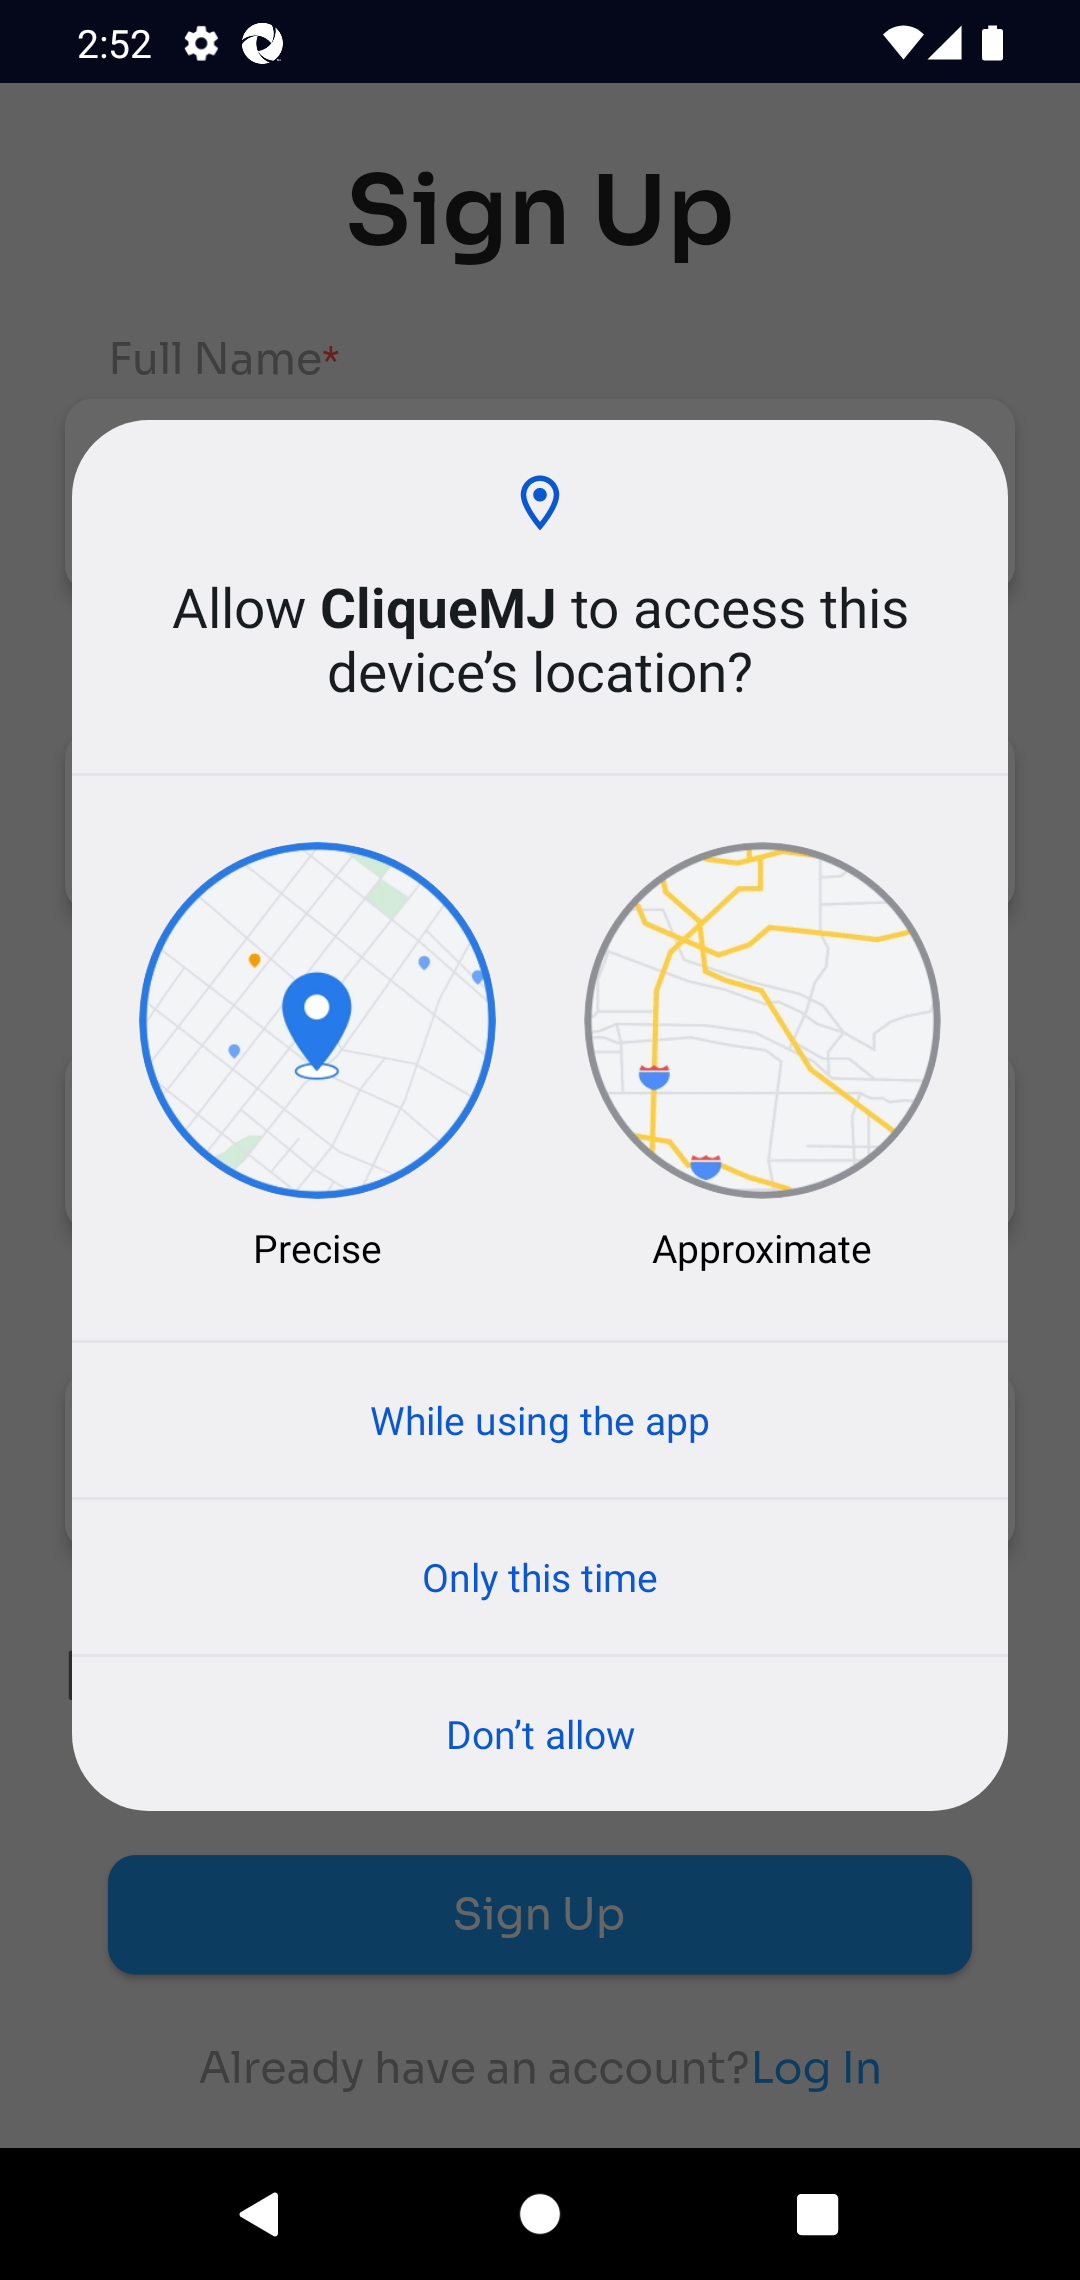 2:52
Sign Up
Full Name*
Allow CliqueMJ to access this
device’s location?
Precise
Approximate
While using the app
Only this time
Don’t allow
Sign Up
Already have an account?Log In